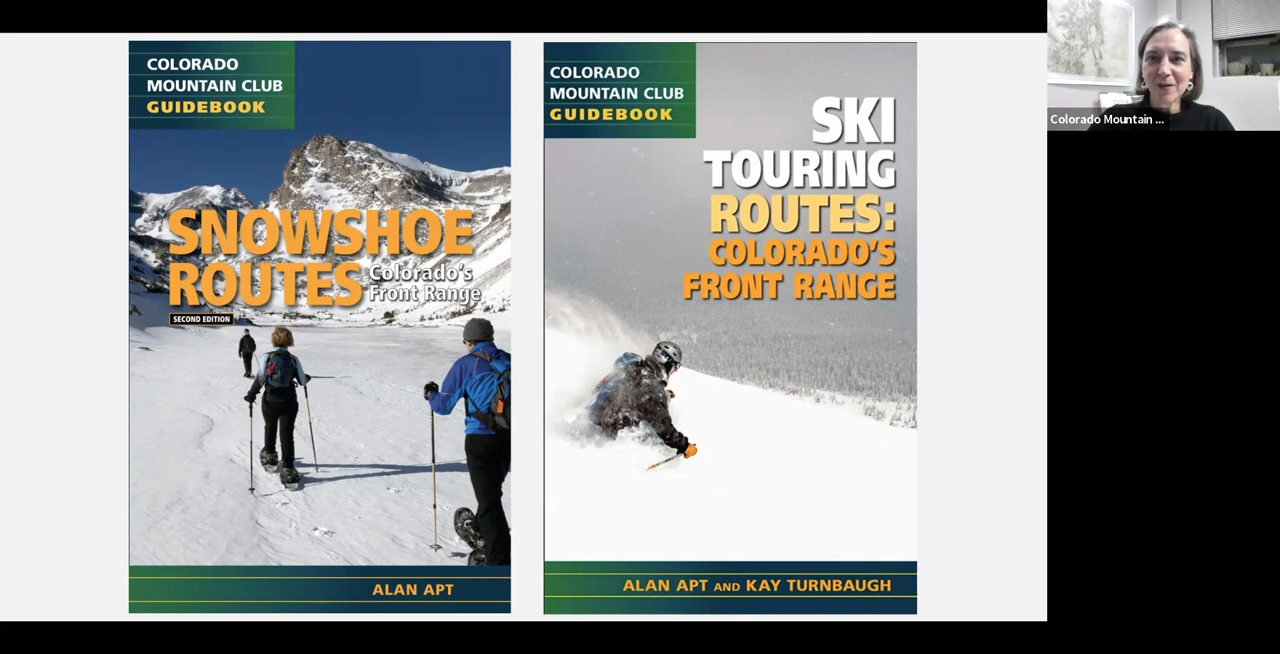 COLORADO
MOUNTAIN CLUB
GUIDEBOOK
SNOWSHOE
ROUTES
Colorado's
Front Range
SECOND EDITION
ALAN APT
COLORADO
MOUNTAIN CLUB
GUIDEBOOK
SKI
TOURING
ROUTES:
COLORADO'S
FRONT RANGE
ALAN APT AND KAY TURNBAUGH
Colorado Mountain ...